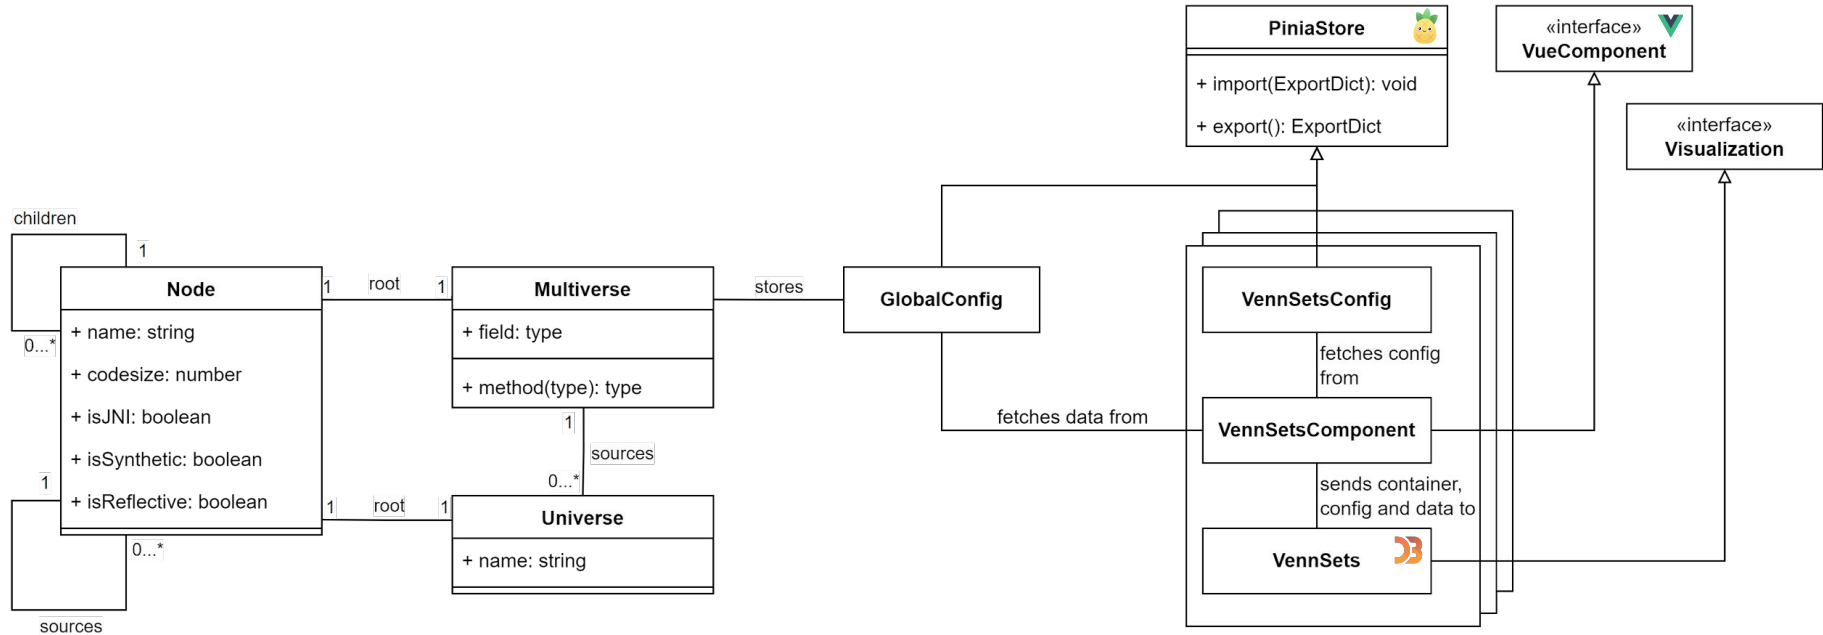 PiniaStore
+ import(ExportDict): void
+ export(): ExportDict
«interface»
VueComponent
«interface»
Visualization
children
1
0...*
Node
+ name: string
+ codesize: number
+ isJNI: boolean
+ isSynthetic: boolean
+ isReflective: boolean
1
0...*
sources
1
root
1
Multiverse
+ field: type
+ method(type): type
1
sources
0...*
1
root
1
Universe
+ name: string
stores
GlobalConfig
fetches data from
VennSetsConfig
fetches config
from
VennSetsComponent
sends container,
config and data to
VennSets